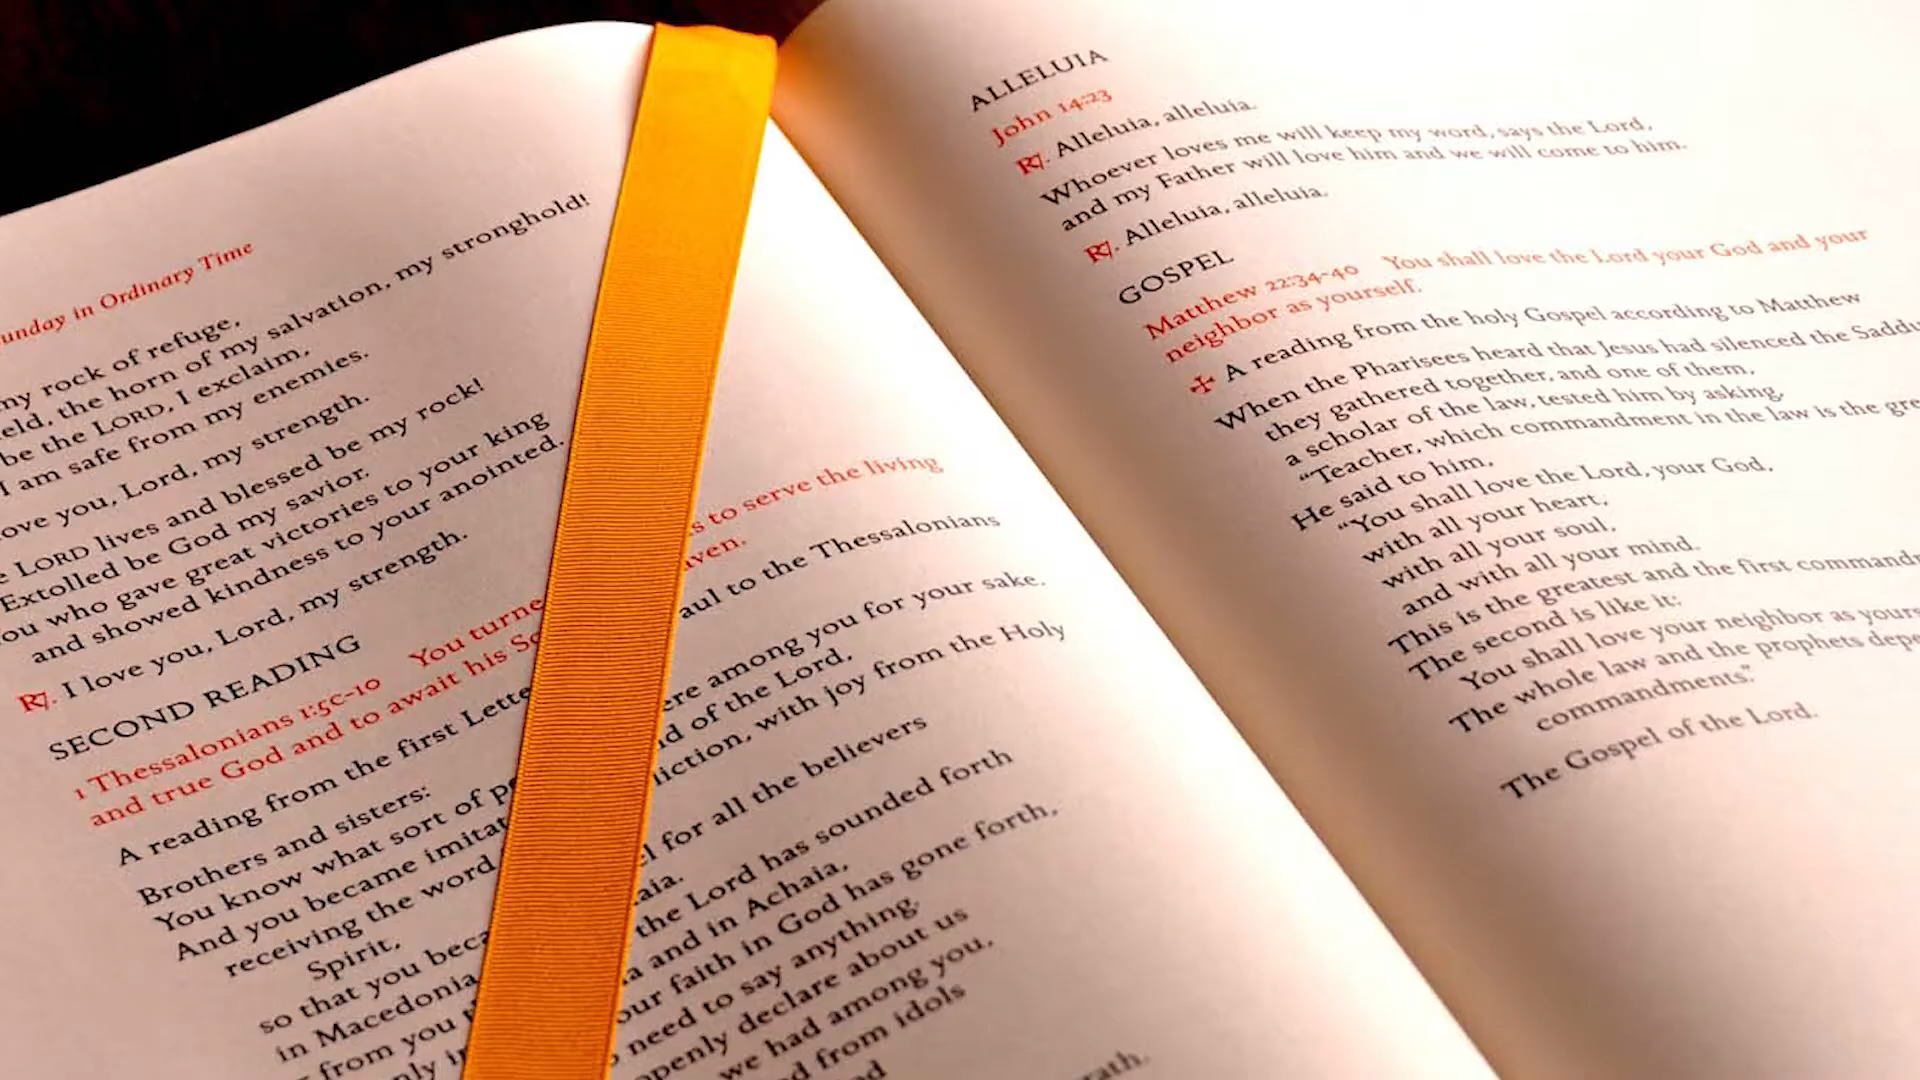 unday in Ordinary Time
my rock of refuge,
eld, the horn of my salvation, my stronghold!
be the LORD, I exclaim,
I am safe from my enemies.
ove you, Lord, my strength.
e LORD lives and blessed be my rock!
Extolled be God my savior.
ou who gave great victories to your king
and showed kindness to your anointed.
℟. I love you, Lord, my strength.
SECOND READING
1 Thessalonians 1:5c-10 You turne s to serve the living
and true God and to await his So aven.
A reading from the first Lette aul to the Thessalonians
Brothers and sisters:
You know what sort of pe ere among you for your sake.
And you became imitat nd of the Lord,
receiving the word liction, with joy from the Holy
Spirit,
so that you beca el for all the believers
in Macedonia aia.
from you t the Lord has sounded forth
nly in a and in Achaia,
our faith in God has gone forth,
need to say anything.
openly declare about us
we had among you,
d from idols
rath.
ALLELUIA
John 14:23
℟. Alleluia, alleluia.
Whoever loves me will keep my word, says the Lord,
and my Father will love him and we will come to him.
℟. Alleluia, alleluia.
GOSPEL
Matthew 22:34-40 You shall love the Lord your God and your
neighbor as yourself.
✠ A reading from the holy Gospel according to Matthew
When the Pharisees heard that Jesus had silenced the Saddu
they gathered together, and one of them,
a scholar of the law, tested him by asking,
“Teacher, which commandment in the law is the gre
He said to him,
“You shall love the Lord, your God,
with all your heart,
with all your soul,
and with all your mind.
This is the greatest and the first commandm
The second is like it:
You shall love your neighbor as yours
The whole law and the prophets depe
commandments.”
The Gospel of the Lord.